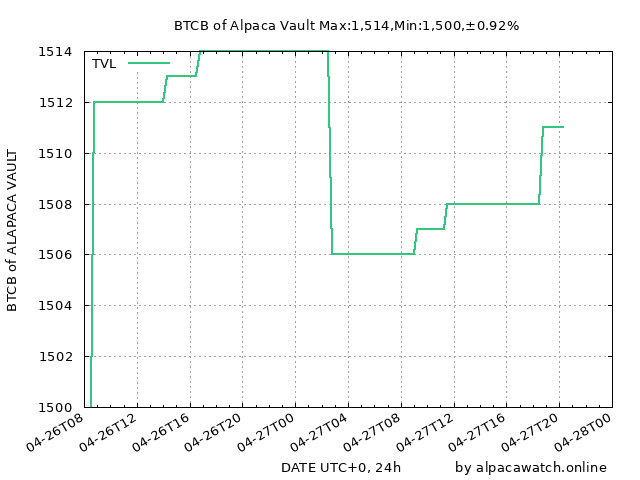 BTCB of Alpaca Vault Max:1,514,Min:1,500,±0.92%
TVL
1514
1512
1510
1508
1506
1504
1502
1500
BTCB of ALAPACA VAULT
04-26T08
04-26T12
04-26T16
04-26T20
04-27T00
04-27T04
04-27T08
04-27T12
04-27T16
04-27T20
04-28T00
DATE UTC+0, 24h
by alpacawatch.online